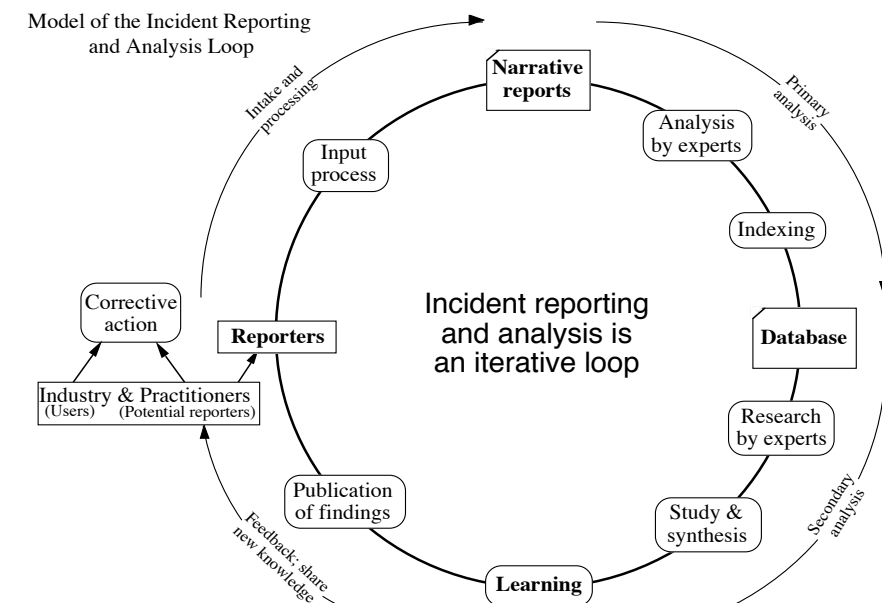 Model of the Incident Reporting
and Analysis Loop
Intake and
processing
Narrative
reports
Primary
analysis
Analysis
by experts
Input
process
Indexing
Corrective
action
Reporters
Incident reporting
and analysis is
an iterative loop
Database
Industry & Practitioners
(Users) (Potential reporters)
Research
by experts
Publication
of findings
Study &
synthesis
Secondary
analysis
Feedback; share
new knowledge
Learning